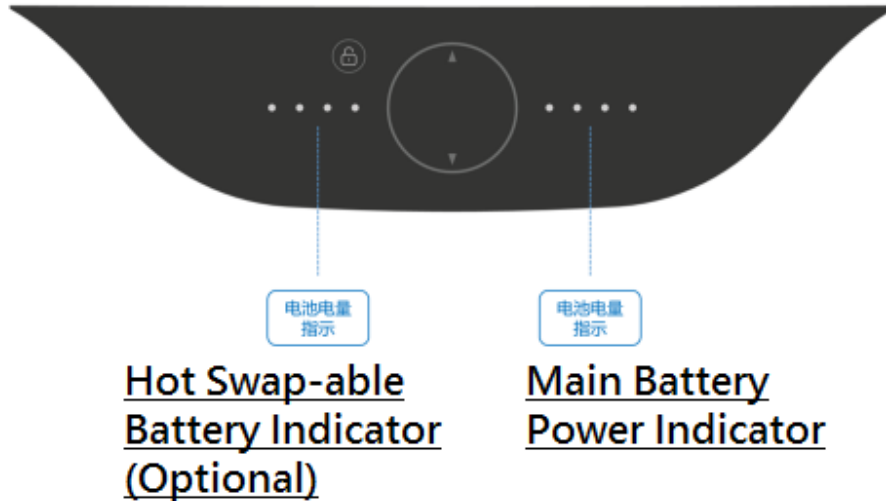 电池电量
指示
电池电量
指示
Hot Swap-able
Battery Indicator
(Optional)
Main Battery
Power Indicator